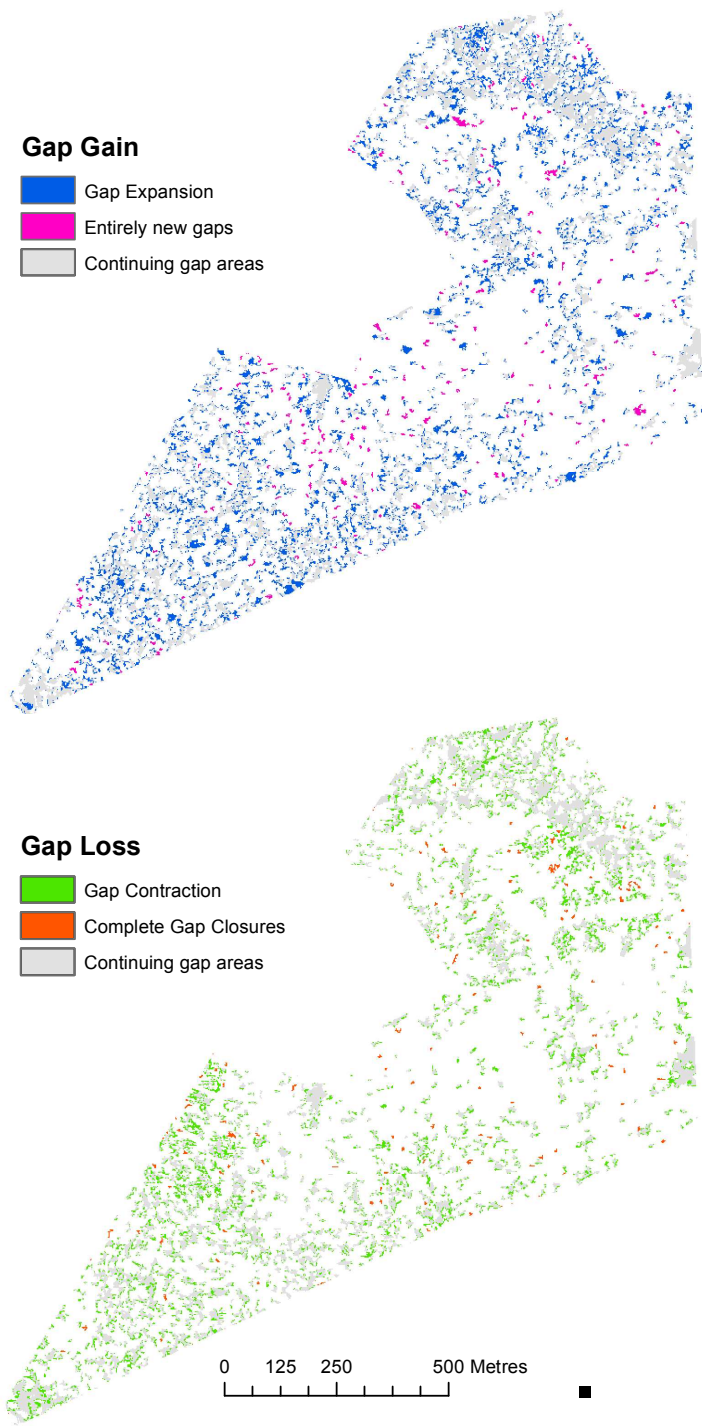 Gap Gain
Gap Expansion
Entirely new gaps
Continuing gap areas
Gap Loss
Gap Contraction
Complete Gap Closures
Continuing gap areas
0 125 250 500 Metres